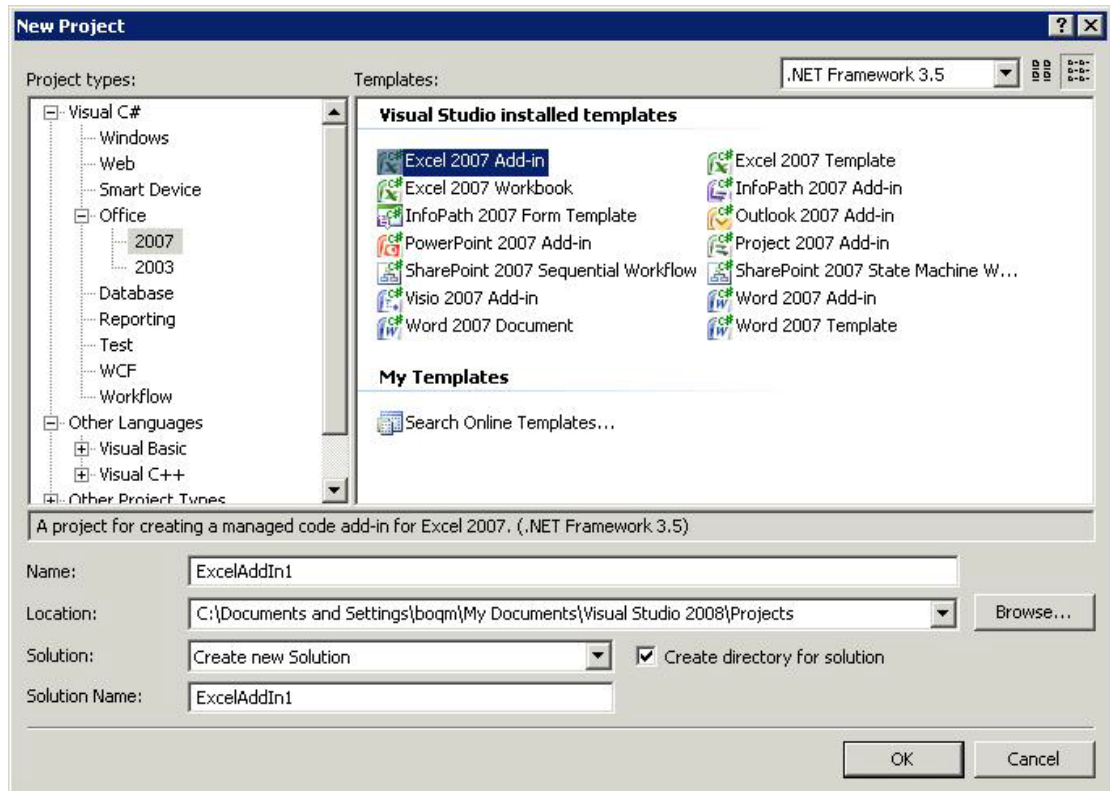 New Project
Project types:
Templates:
.NET Framework 3.5
Visual C#
Windows
Web
Smart Device
Office
2007
2003
Database
Reporting
Test
WCF
Workflow
Other Languages
Visual Basic
Visual C++
Other Project Types
Visual Studio installed templates
Excel 2007 Add-in
Excel 2007 Template
Excel 2007 Workbook
InfoPath 2007 Add-in
InfoPath 2007 Form Template
Outlook 2007 Add-in
PowerPoint 2007 Add-in
Project 2007 Add-in
SharePoint 2007 Sequential Workflow
SharePoint 2007 State Machine W...
Visio 2007 Add-in
Word 2007 Add-in
Word 2007 Document
Word 2007 Template
My Templates
Search Online Templates...
A project for creating a managed code add-in for Excel 2007. (.NET Framework 3.5)
Name:
ExcelAddIn1
Location:
C:\Documents and Settings\boqm\My Documents\Visual Studio 2008\Projects
Browse...
Solution:
Create new Solution
Create directory for solution
Solution Name:
ExcelAddIn1
OK
Cancel